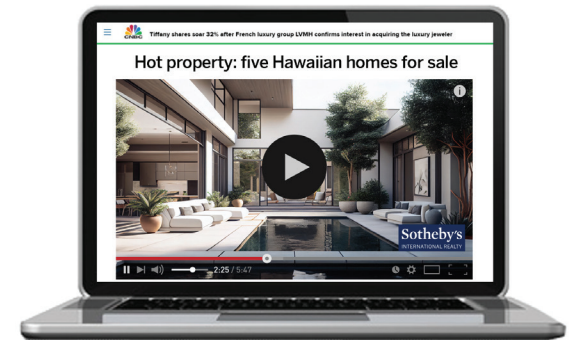 CNBC
Tiffany shares soar 32% after French luxury group LVMH confirms interest in acquiring the luxury jeweler
Hot property: five Hawaiian homes for sale
i
Sotheby's
INTERNATIONAL REALTY
2:25 / 5:47